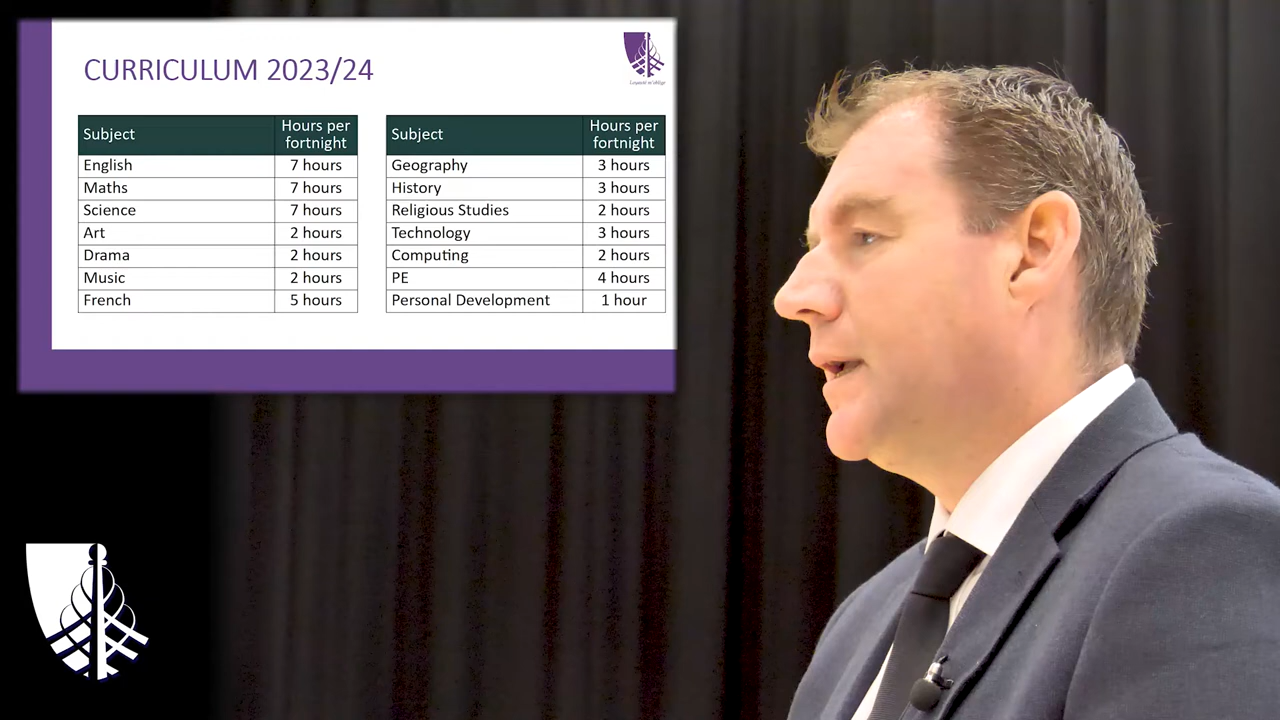 CURRICULUM 2023/24
Subject Hours per fortnight
English 7 hours
Maths 7 hours
Science 7 hours
Art 2 hours
Drama 2 hours
Music 2 hours
French 5 hours
Subject Hours per fortnight
Geography 3 hours
History 3 hours
Religious Studies 2 hours
Technology 3 hours
Computing 2 hours
PE 4 hours
Personal Development 1 hour